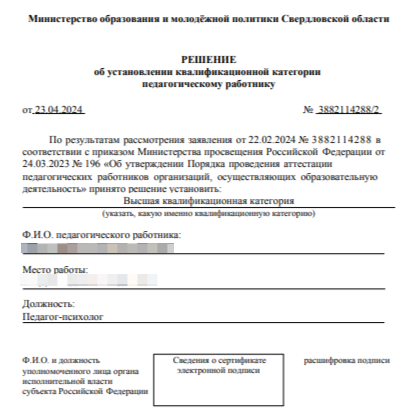 Министерство образования и молодёжной политики Свердловской области
РЕШЕНИЕ
об установлении квалификационной категории
педагогическому работнику
от 23.04.2024 № 3882114288/2
По результатам рассмотрения заявления от 22.02.2024 № 3882114288 в
соответствии с приказом Министерства просвещения Российской Федерации от
24.03.2023 № 196 «Об утверждении Порядка проведения аттестации
педагогических работников организаций, осуществляющих образовательную
деятельность» принято решение установить:
Высшая квалификационная категория
(указать, какую именно квалификационную категорию)
Ф.И.О. педагогического работника:
Место работы:
Должность:
Педагог-психолог
Ф.И.О. и должность
уполномоченного лица органа
исполнительной власти
субъекта Российской Федерации
Сведения о сертификате
электронной подписи
расшифровка подписи